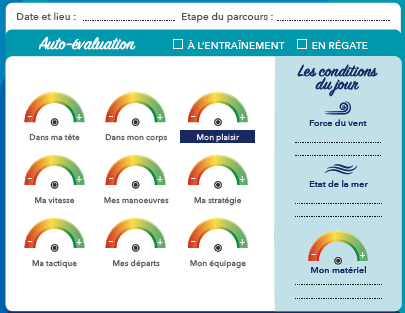 Date et lieu : Etape du parcours :
Auto-évaluation À L'ENTRAÎNEMENT EN RÉGATE
Les conditions
du jour
Dans ma tête Dans mon corps Mon plaisir
Force du vent
Ma vitesse Mes manoeuvres Ma stratégie
Etat de la mer
Ma tactique Mes départs Mon équipage
Mon matériel